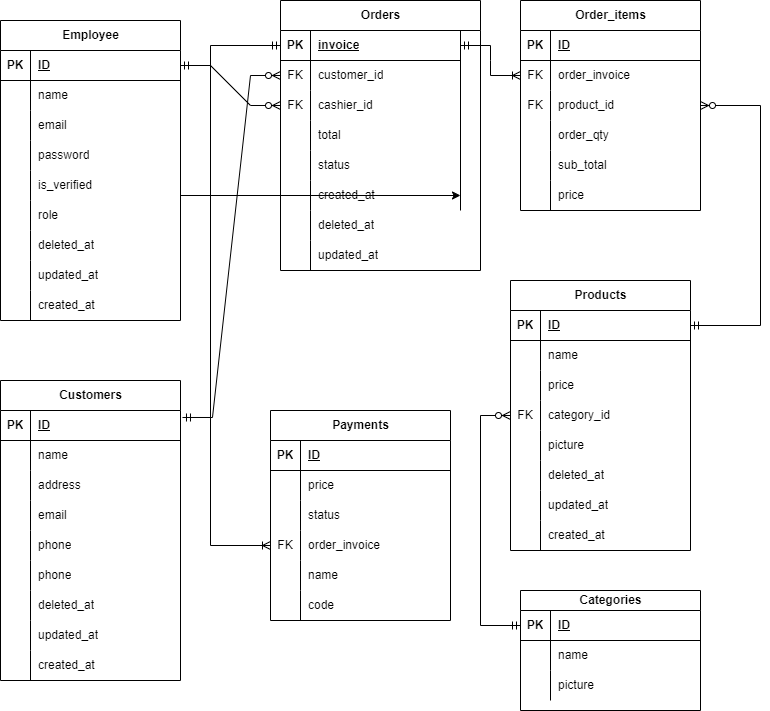 Employee
PK ID
name
email
password
is_verified
role
deleted_at
updated_at
created_at
Orders
PK invoice
FK customer_id
FK cashier_id
total
status
created_at
deleted_at
updated_at
Order_items
PK ID
FK order_invoice
FK product_id
order_qty
sub_total
price
Products
PK ID
name
price
FK category_id
picture
deleted_at
updated_at
created_at
Customers
PK ID
name
address
email
phone
phone
deleted_at
updated_at
created_at
Payments
PK ID
price
status
FK order_invoice
name
code
Categories
PK ID
name
picture